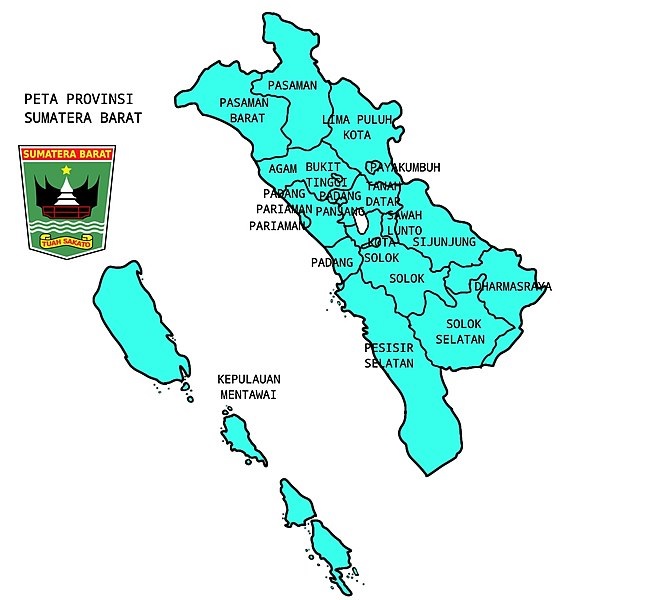 PETA PROVINSI
SUMATERA BARAT
SUMATERA BARAT
TUAH SAKATO
PASAMAN
PASAMAN
BARAT
LIMA PULUH
KOTA
AGAM
BUKIT
TINGGI
PAYAKUMBUH
TANAH
DATAR
PADANG
PARIAMAN
PADANG
PANJANG
PARIAMAN
SAWAH
LUNTO
SIJUNJUNG
KOTA
SOLOK
PADANG
SOLOK
DHARMASRAYA
SOLOK
SELATAN
PESISIR
SELATAN
KEPULAUAN
MENTAWAI